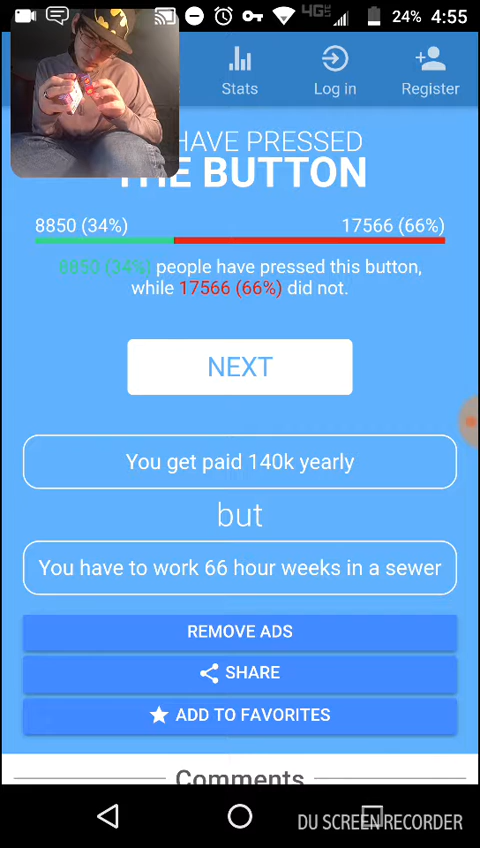 4G
24% 4:55
Stats
Log in
Register
HAVE PRESSED
THE BUTTON
8850 (34%) 17566 (66%)
8850 (34%) people have pressed this button,
while 17566 (66%) did not.
NEXT
You get paid 140k yearly
but
You have to work 66 hour weeks in a sewer
REMOVE ADS
SHARE
ADD TO FAVORITES
Comments
DU SCREEN RECORDER